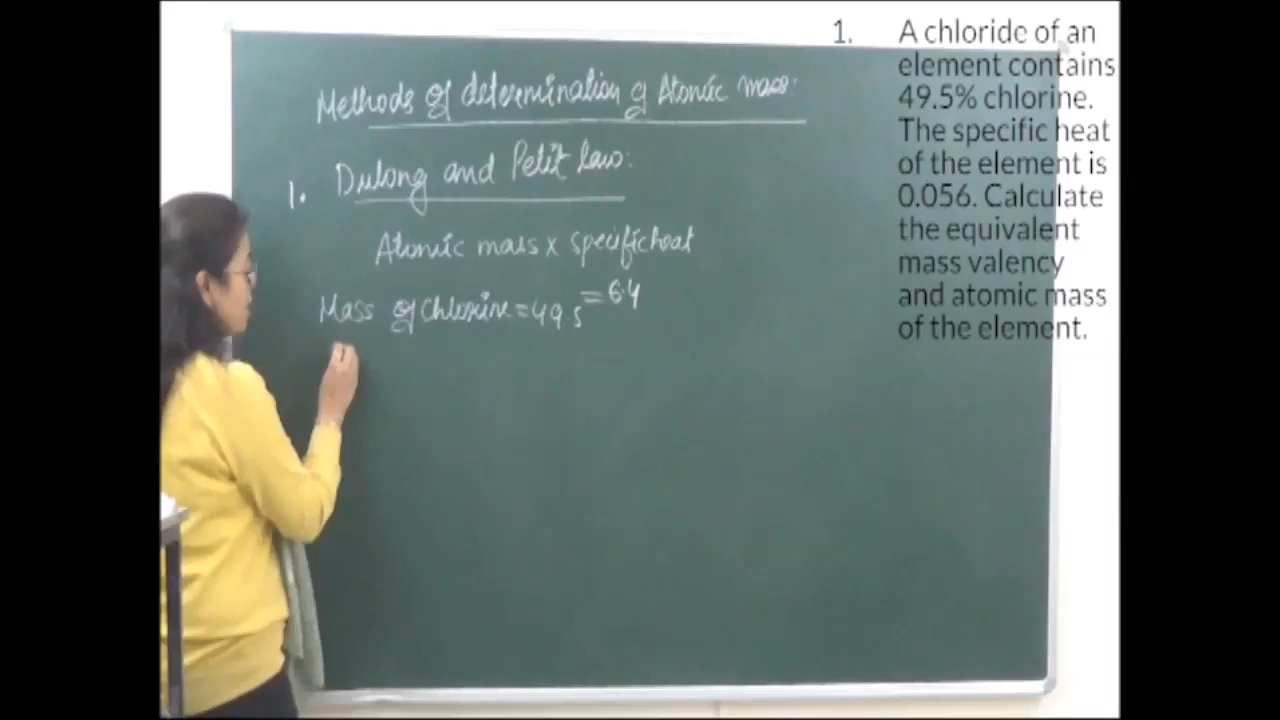 Methods of determination of Atomic mass:
1. Dulong and Petit law:
Atomic mass x specific heat
= 6.4
Mass of chlorine = 49.5
1. A chloride of an
element contains
49.5% chlorine.
The specific heat
of the element is
0.056. Calculate
the equivalent
mass valency
and atomic mass
of the element.